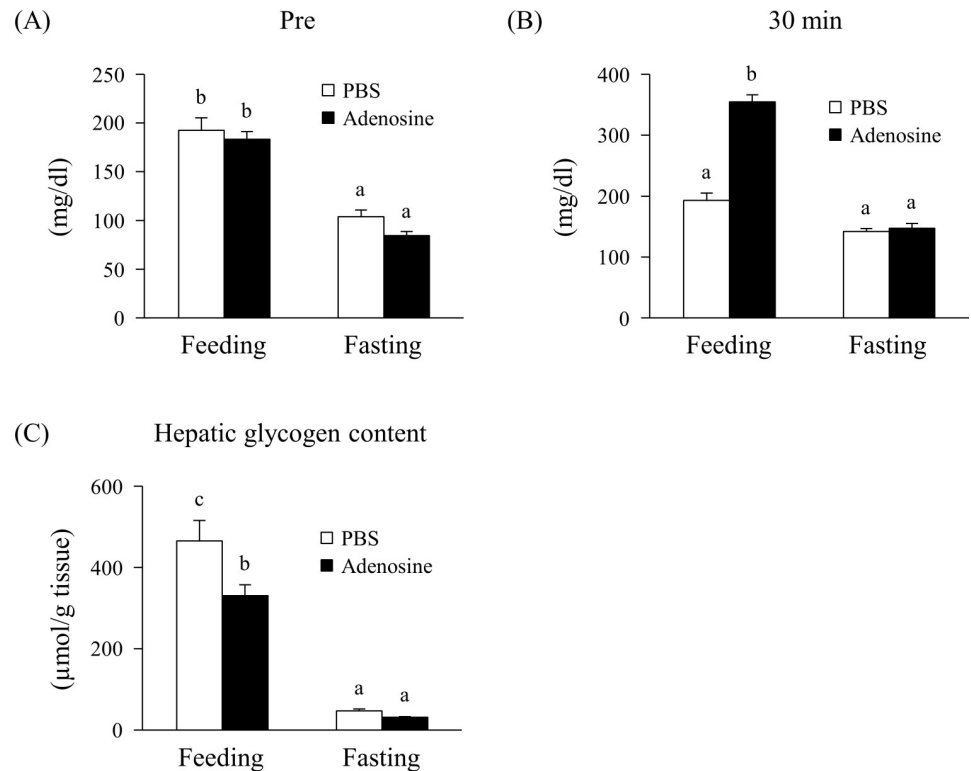 (A) Pre
(mg/dl)
250
200
150
100
50
0
b b
a a
PBS
Adenosine
Feeding Fasting
(B) 30 min
(mg/dl)
400
300
200
100
0
a b
a a
PBS
Adenosine
Feeding Fasting
(C) Hepatic glycogen content
(µmol/g tissue)
600
400
200
0
c
b
a a
PBS
Adenosine
Feeding Fasting